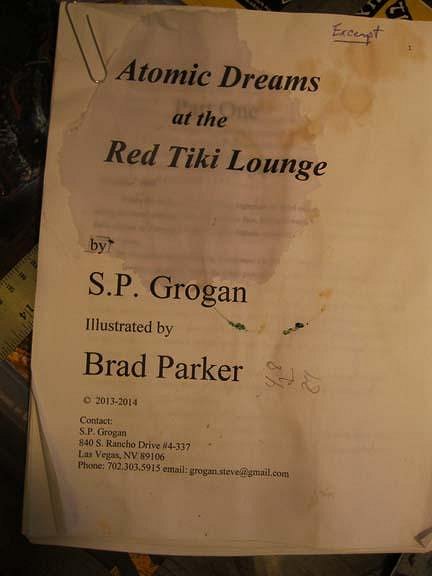 Excerpt
Atomic Dreams
at the
Red Tiki Lounge
by
S.P. Grogan
Illustrated by
Brad Parker
© 2013-2014
Contact:
S.P. Grogan
840 S. Rancho Drive #4-337
Las Vegas, NV 89106
Phone: 702.303.5915 email: grogan.steve@gmail.com